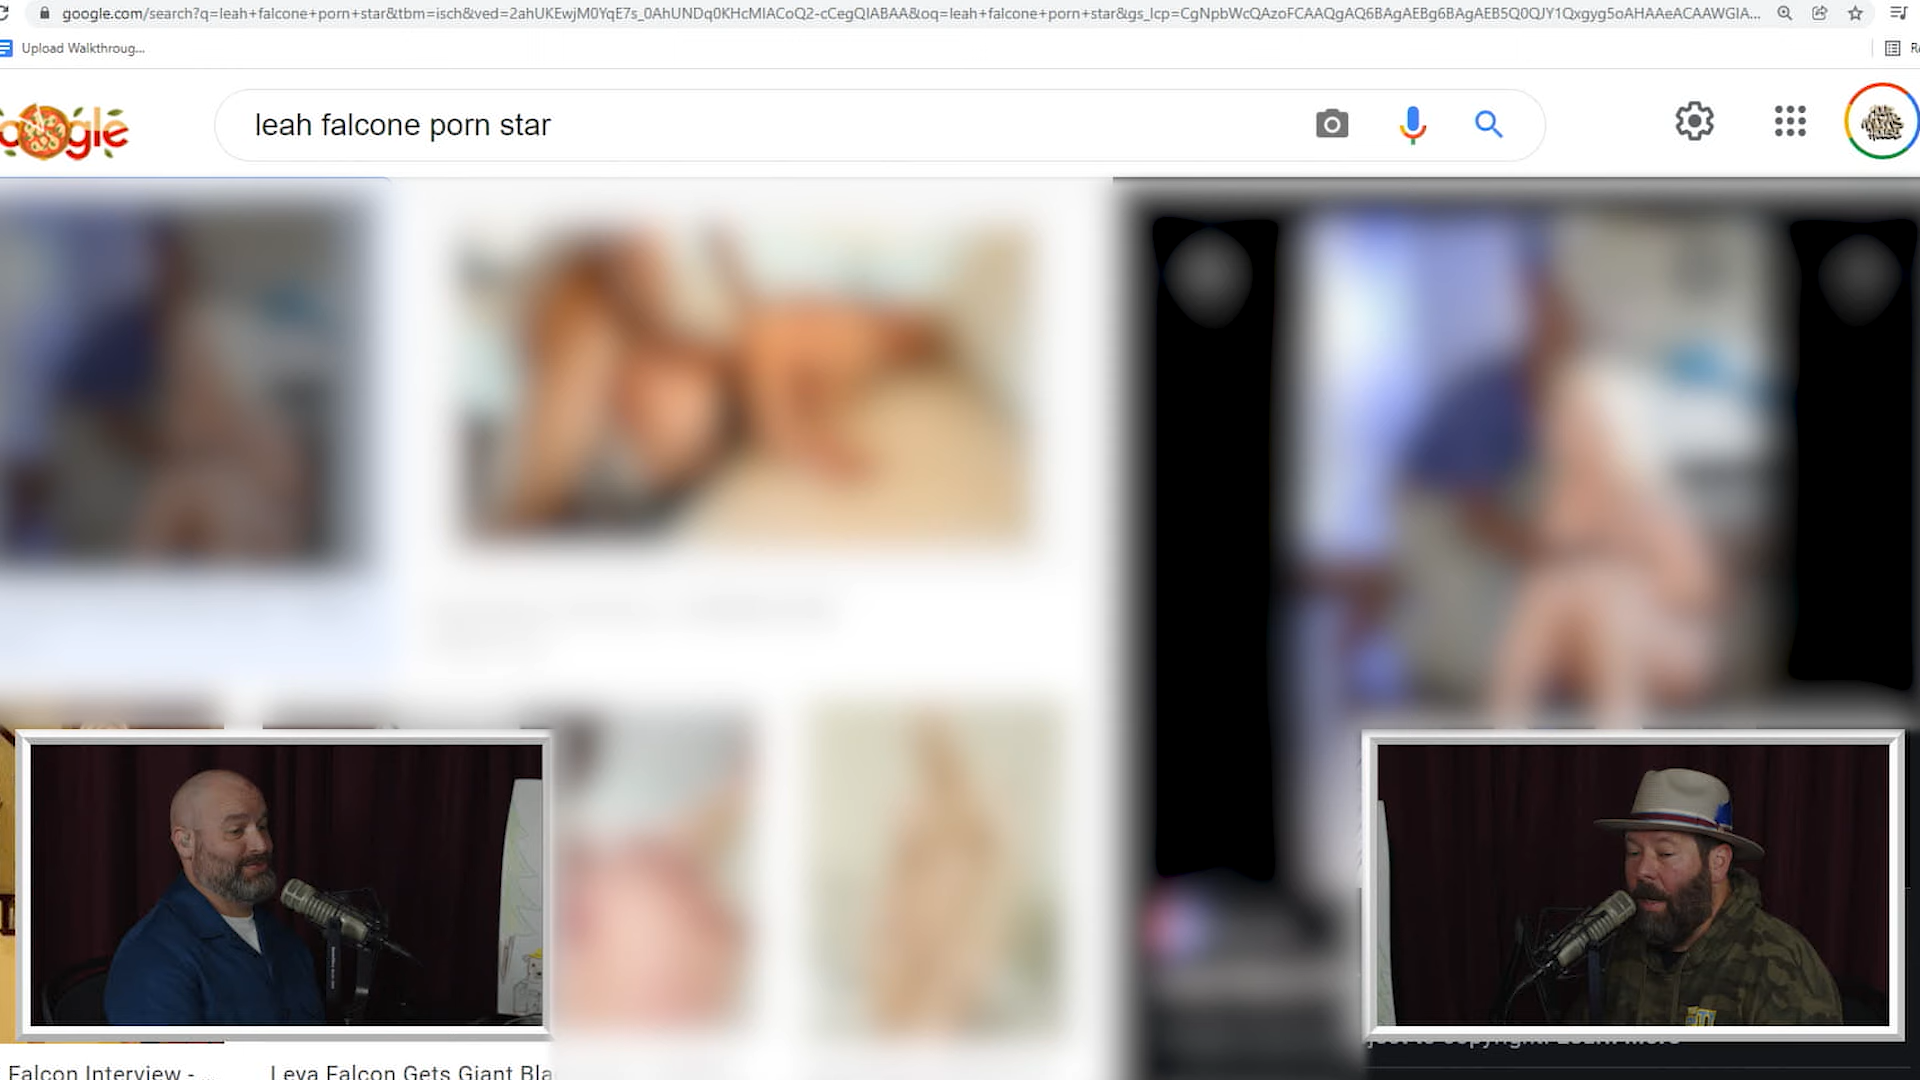 google.com/search?q=leah+falcone+porn+star&tbm=isch&ved=2ahUKEwjM0YqE7s_0AhUNDq0KHcMIACoQ2-cCegQIABAA&oq=leah+falcone+porn+star&gs_lcp=CgNpbWcQAzoFCAAQgAQ6BAgAEBg6BAgAEB5Q0QJY1Qxgyg5oAHAAeACAAWGIA...
Upload Walkthroug...
oogle
leah falcone porn star
Falcon Interview - ...
Leya Falcon Gets Giant Bla